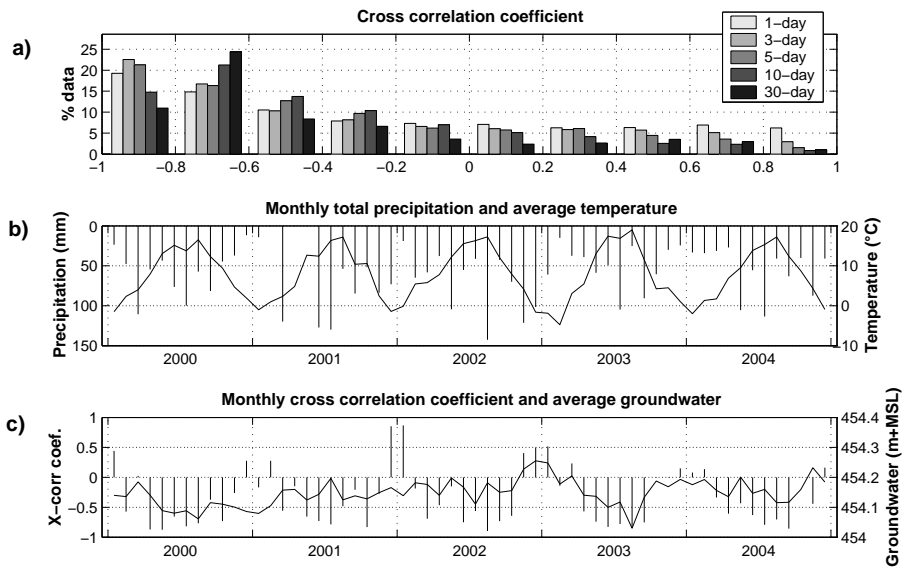 Cross correlation coefficient
a)
% data
25
20
15
10
5
0
−1
−0.8
−0.6
−0.4
−0.2
0
0.2
0.4
0.6
0.8
1
1−day
3−day
5−day
10−day
30−day
Monthly total precipitation and average temperature
b)
Precipitation (mm)
0
50
100
150
20
10
0
−10
Temperature (°C)
2000
2001
2002
2003
2004
Monthly cross correlation coefficient and average groundwater
c)
X−corr coef.
1
0.5
0
−0.5
−1
454.4
454.3
454.2
454.1
454
Groundwater (m+MSL)
2000
2001
2002
2003
2004